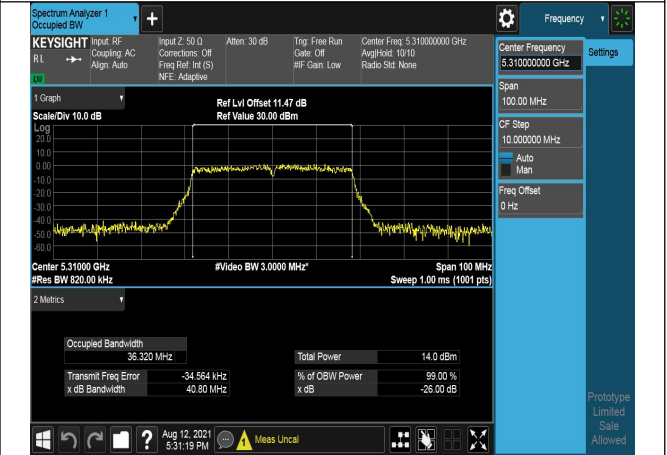 Spectrum Analyzer 1
Occupied BW
+
Frequency
KEYSIGHT
RL
Input: RF
Coupling: AC
Align: Auto
Input Z: 50 Ω
Corrections: Off
Freq Ref: Int (S)
NFE: Adaptive
Atten: 30 dB
Trig: Free Run
Gate: Off
#IF Gain: Low
Center Freq: 5.310000000 GHz
Avg|Hold: 10/10
Radio Std: None
Center Frequency
5.310000000 GHz
Settings
Span
100.00 MHz
CF Step
10.000000 MHz
Auto
Man
Freq Offset
0 Hz
1 Graph
Scale/Div 10.0 dB
Ref Lvl Offset 11.47 dB
Ref Value 30.00 dBm
Log
20.0
10.0
0.00
-10.0
-20.0
-30.0
-40.0
-50.0
-60.0
Center 5.31000 GHz
#Video BW 3.0000 MHz*
Span 100 MHz
#Res BW 820.00 kHz
Sweep 1.00 ms (1001 pts)
2 Metrics
Occupied Bandwidth
36.320 MHz
Total Power 14.0 dBm
Transmit Freq Error -34.564 kHz
% of OBW Power 99.00 %
x dB Bandwidth 40.80 MHz
x dB -26.00 dB
Prototype
Limited
Sale
Allowed
?
Aug 12, 2021
5:31:19 PM
Meas Uncal